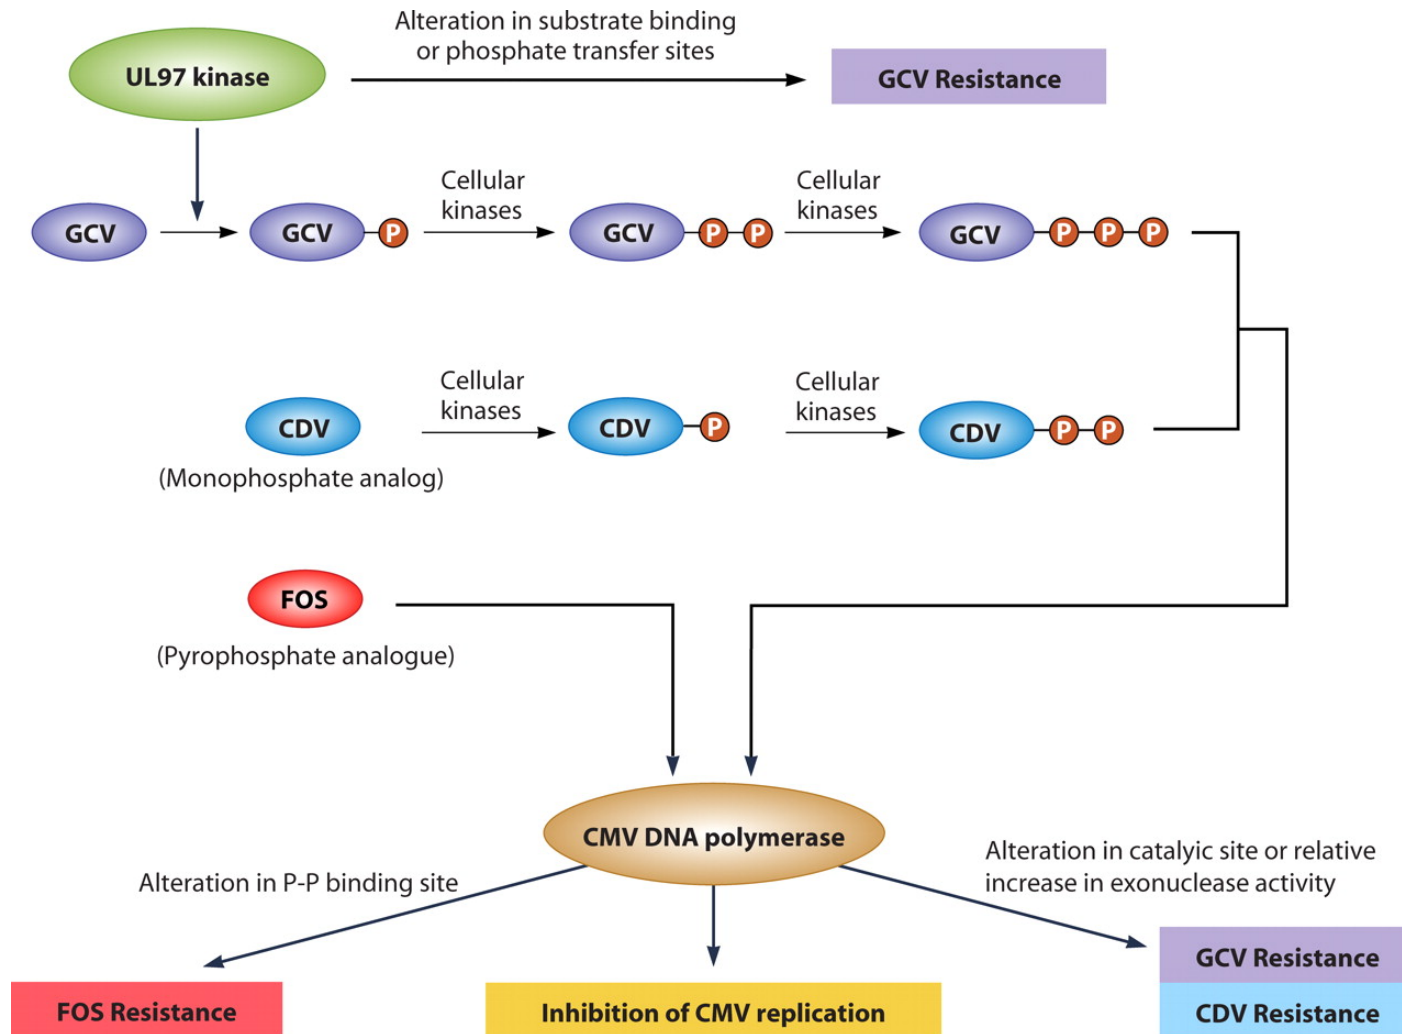 Alteration in substrate binding
or phosphate transfer sites
UL97 kinase
GCV Resistance
Cellular
kinases
Cellular
kinases
GCV
GCV
P
GCV
P P
GCV
P P P
Cellular
kinases
Cellular
kinases
CDV
CDV
P
CDV
P P
(Monophosphate analog)
FOS
(Pyrophosphate analogue)
CMV DNA polymerase
Alteration in P-P binding site
Alteration in catalyic site or relative
increase in exonuclease activity
GCV Resistance
FOS Resistance
Inhibition of CMV replication
CDV Resistance